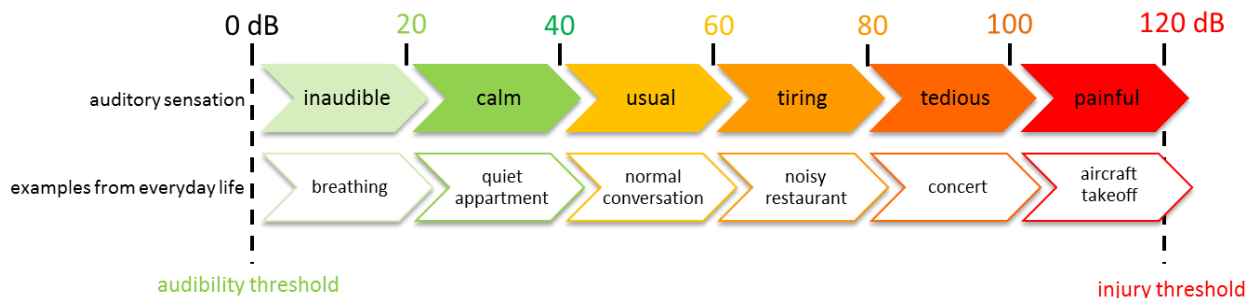 0 dB 20 40 60 80 100 120 dB
auditory sensation inaudible calm usual tiring tedious painful
examples from everyday life breathing quiet appartment normal conversation noisy restaurant concert aircraft takeoff
audibility threshold injury threshold